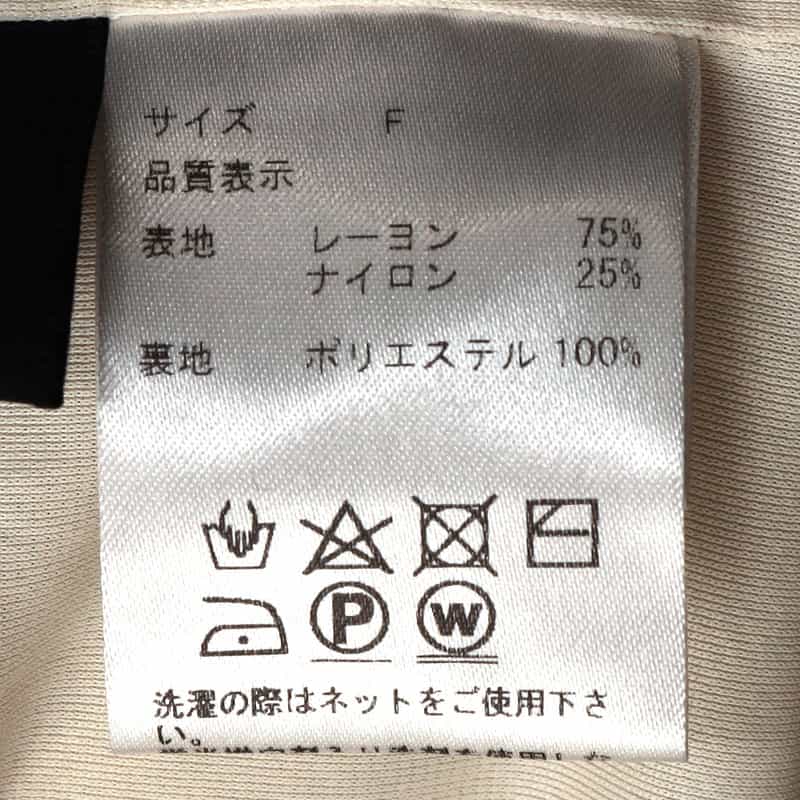 サイズ F
品質表示
表地 レーヨン 75%
ナイロン 25%
裏地 ポリエステル 100%
P W
洗濯の際はネットをご使用下さ
い。